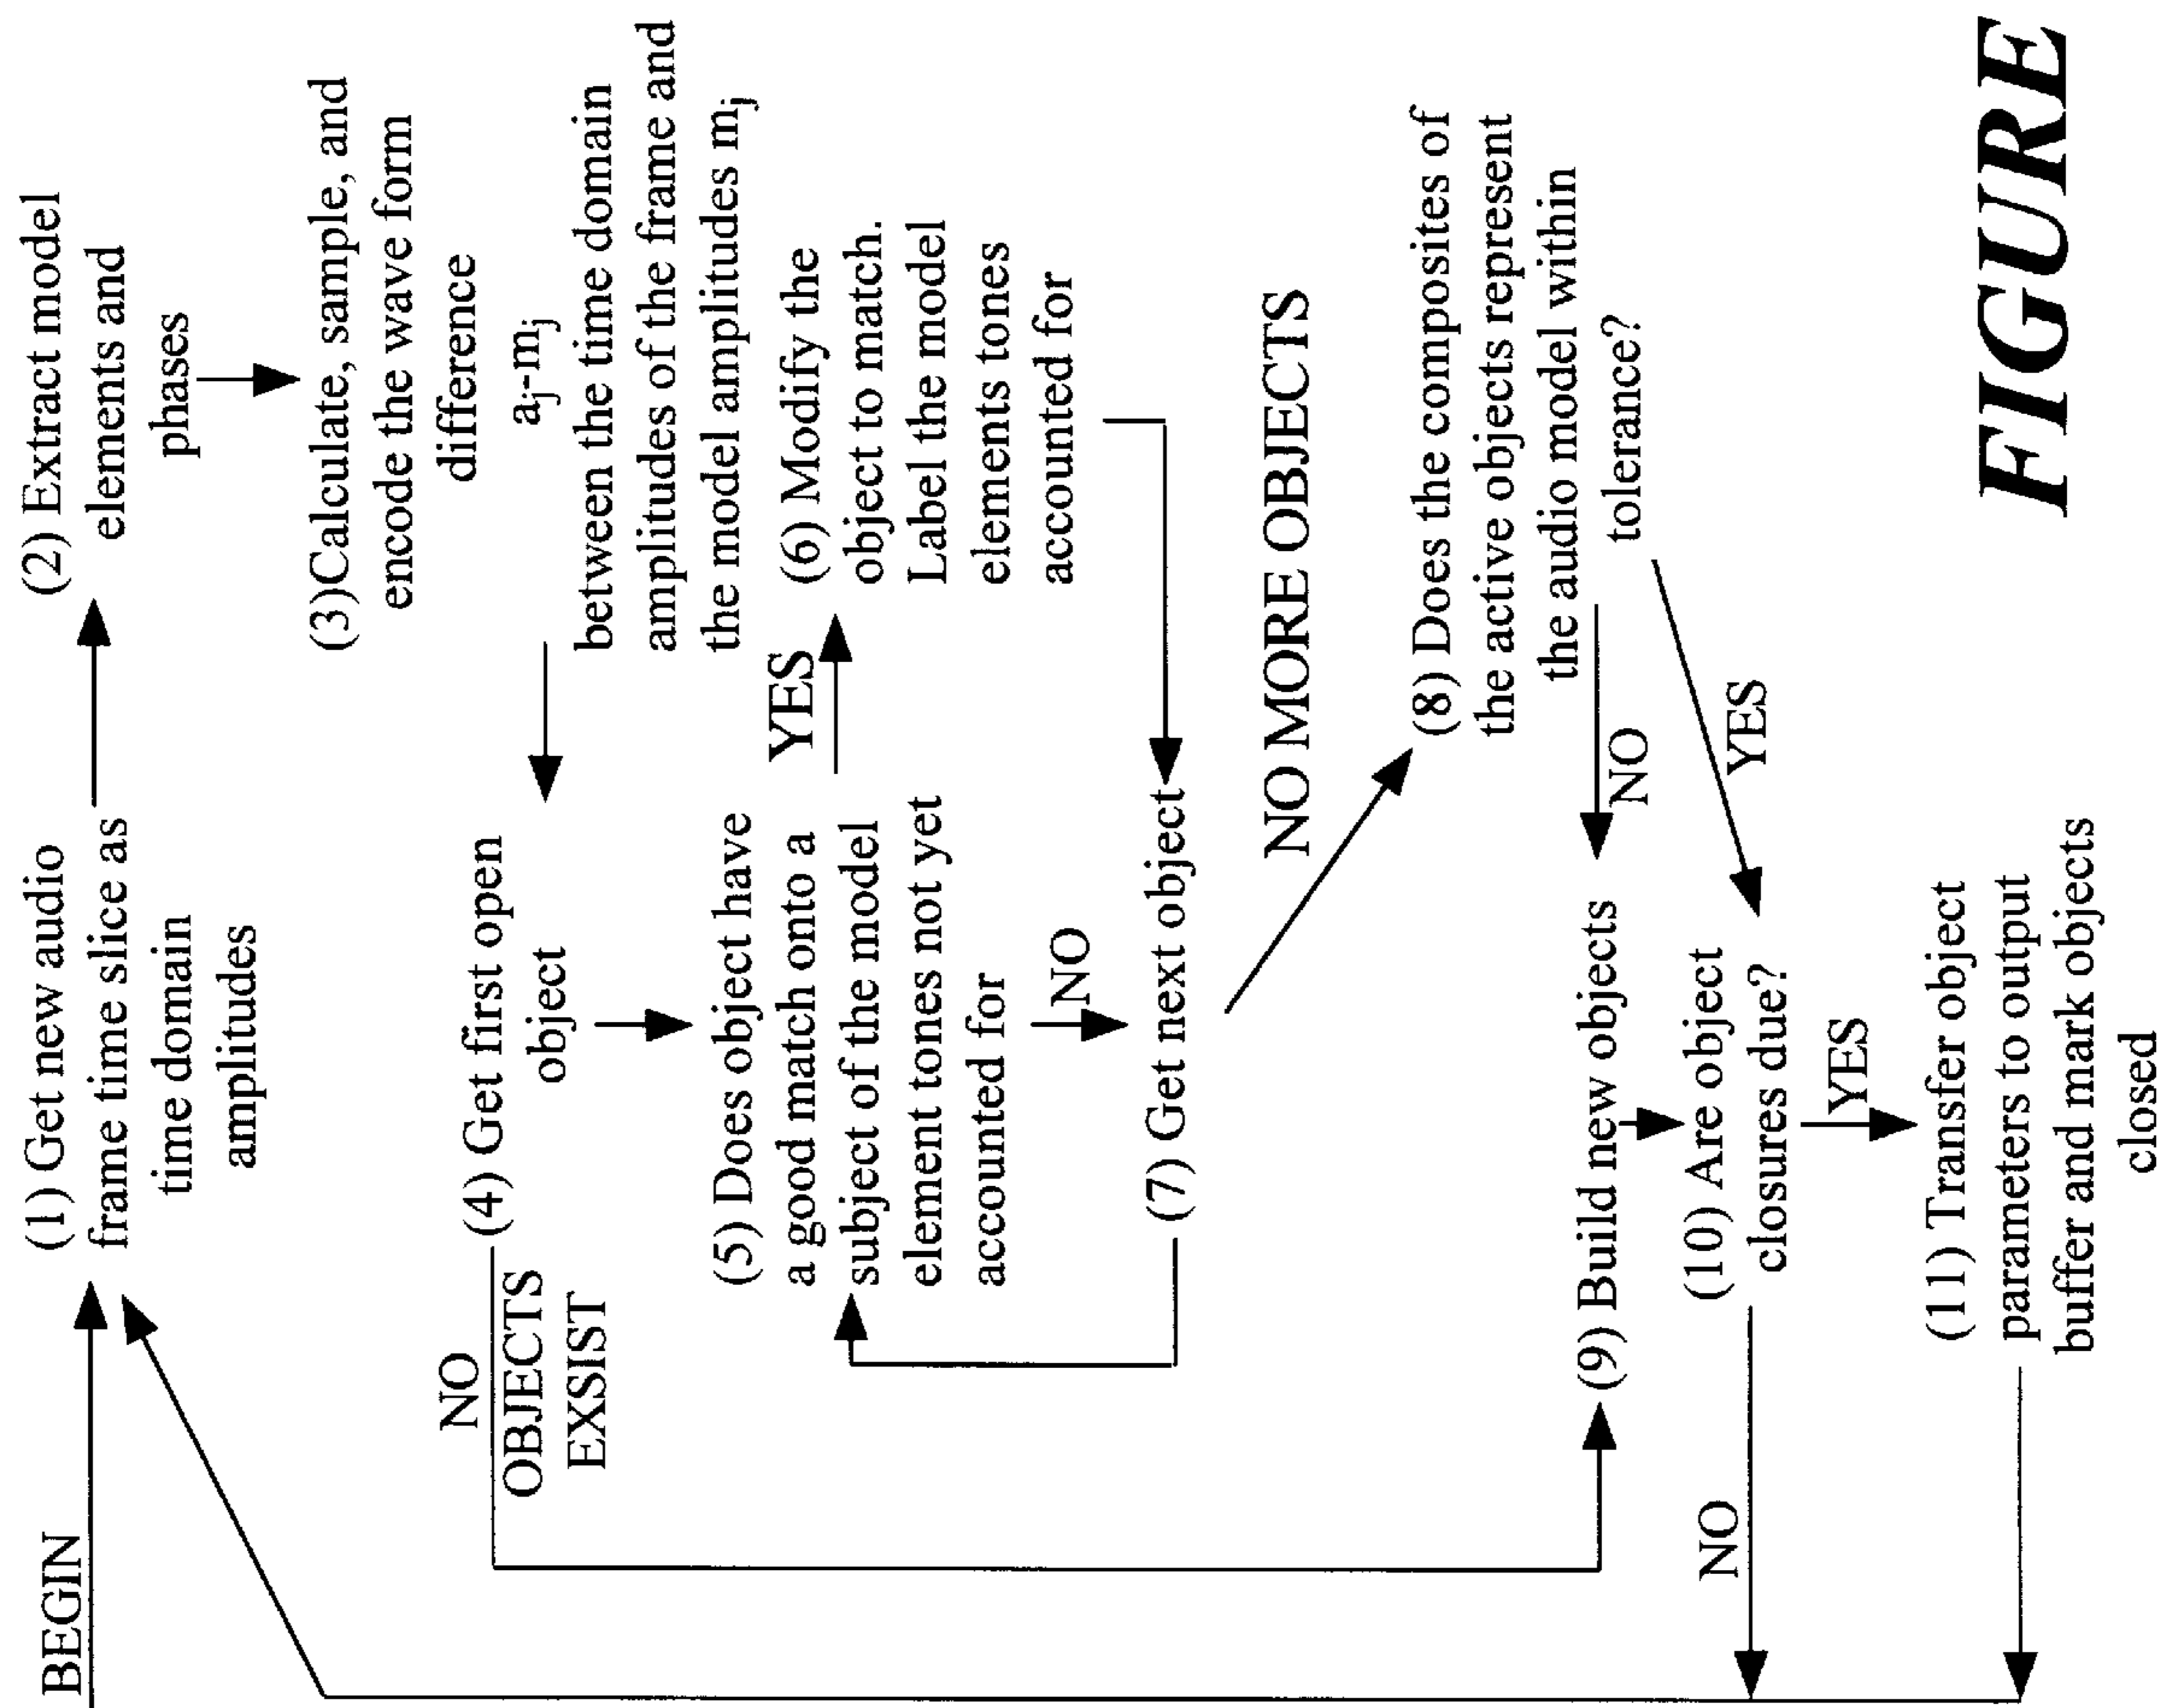 BEGIN
(1) Get new audio
frame time slice as
time domain
amplitudes
(2) Extract model
elements and
phases
(3)Calculate, sample, and
encode the wave form
difference
aj-mj
between the time domain
amplitudes of the frame and
the model amplitudes mj
NO
OBJECTS
EXSIST
(4) Get first open
object
(5) Does object have
a good match onto a
subject of the model
element tones not yet
accounted for
YES
(6) Modify the
object to match.
Label the model
elements tones
accounted for
NO
(7) Get next object
NO MORE OBJECTS
(8) Does the composites of
the active objects represent
the audio model within
tolerance?
NO
YES
(9) Build new objects
(10) Are object
closures due?
NO
YES
(11) Transfer object
parameters to output
buffer and mark objects
closed
FIGURE